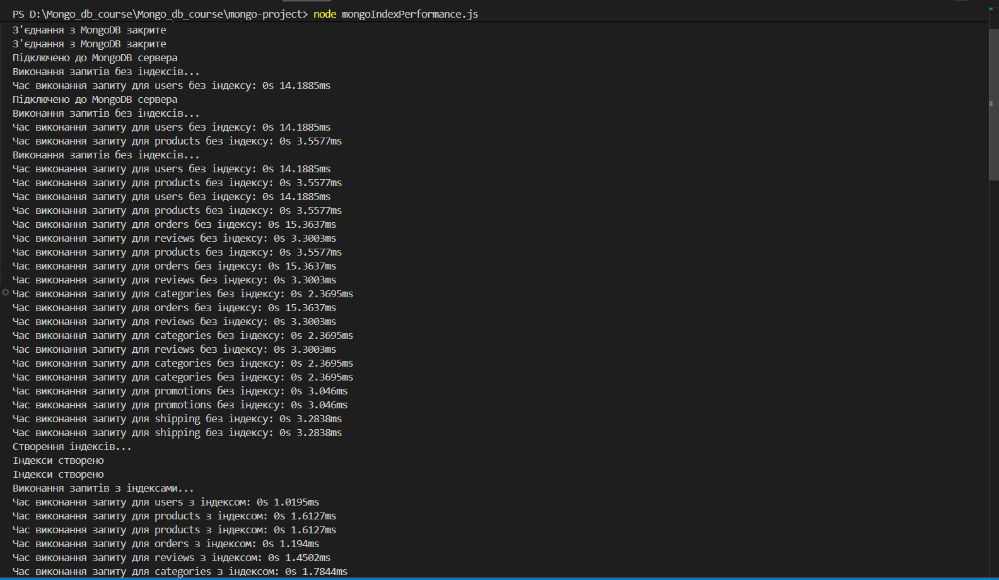 PS D:\Mongo_db_course\Mongo_db_course\mongo-project> node mongoIndexPerformance.js
З'єднання з MongoDB закрите
З'єднання з MongoDB закрите
Підключено до MongoDB сервера
Виконання запитів без індексів...
Час виконання запиту для users без індексу: 0s 14.1885ms
Підключено до MongoDB сервера
Виконання запитів без індексів...
Час виконання запиту для users без індексу: 0s 14.1885ms
Час виконання запиту для products без індексу: 0s 3.5577ms
Виконання запитів без індексів...
Час виконання запиту для users без індексу: 0s 14.1885ms
Час виконання запиту для products без індексу: 0s 3.5577ms
Час виконання запиту для users без індексу: 0s 14.1885ms
Час виконання запиту для products без індексу: 0s 3.5577ms
Час виконання запиту для orders без індексу: 0s 15.3637ms
Час виконання запиту для reviews без індексу: 0s 3.3003ms
Час виконання запиту для products без індексу: 0s 3.5577ms
Час виконання запиту для orders без індексу: 0s 15.3637ms
Час виконання запиту для reviews без індексу: 0s 3.3003ms
Час виконання запиту для categories без індексу: 0s 2.3695ms
Час виконання запиту для orders без індексу: 0s 15.3637ms
Час виконання запиту для reviews без індексу: 0s 3.3003ms
Час виконання запиту для categories без індексу: 0s 2.3695ms
Час виконання запиту для reviews без індексу: 0s 3.3003ms
Час виконання запиту для categories без індексу: 0s 2.3695ms
Час виконання запиту для categories без індексу: 0s 2.3695ms
Час виконання запиту для promotions без індексу: 0s 3.046ms
Час виконання запиту для promotions без індексу: 0s 3.046ms
Час виконання запиту для shipping без індексу: 0s 3.2838ms
Час виконання запиту для shipping без індексу: 0s 3.2838ms
Створення індексів...
Індекси створено
Індекси створено
Виконання запитів з індексами...
Час виконання запиту для users з індексом: 0s 1.0195ms
Час виконання запиту для products з індексом: 0s 1.6127ms
Час виконання запиту для products з індексом: 0s 1.6127ms
Час виконання запиту для orders з індексом: 0s 1.194ms
Час виконання запиту для reviews з індексом: 0s 1.4502ms
Час виконання запиту для categories з індексом: 0s 1.7844ms